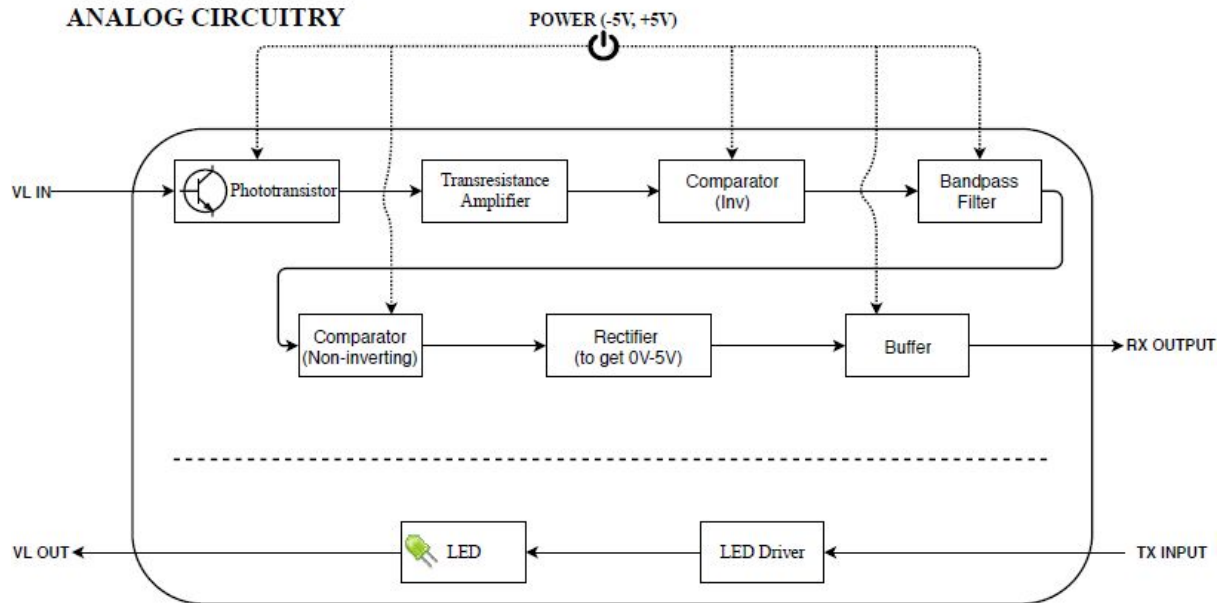 ANALOG CIRCUITRY
POWER (-5V, +5V)
VL IN
Phototransistor
Transresistance
Amplifier
Comparator
(Inv)
Bandpass
Filter
Comparator
(Non-inverting)
Rectifier
(to get 0V-5V)
Buffer
RX OUTPUT
VL OUT
LED
LED Driver
TX INPUT